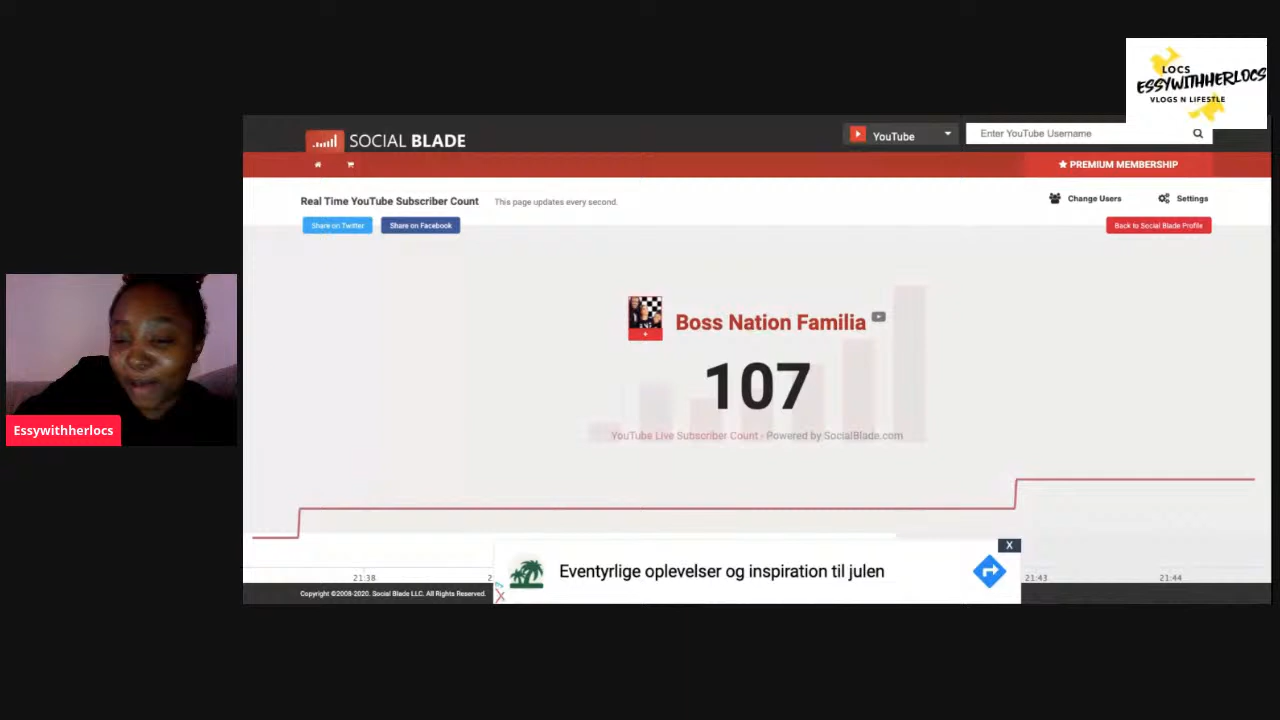 LOCS
ESSYWITHHERLOCS
VLOGS N LIFESTLE
SOCIAL BLADE
YouTube
Enter YouTube Username
PREMIUM MEMBERSHIP
Real Time YouTube Subscriber Count
This page updates every second.
Change Users
Settings
Share on Twitter
Share on Facebook
Back to Social Blade Profile
Boss Nation Familia
107
YouTube Live Subscriber Count - Powered by SocialBlade.com
Essywithherlocs
X
Eventyrlige oplevelser og inspiration til julen
21:38
21:43
21:44
Copyright ©2008-2020. Social Blade LLC. All Rights Reserved.